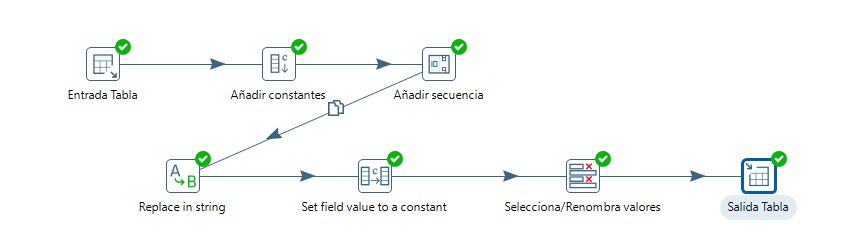 Entrada Tabla
Añadir constantes
Añadir secuencia
Replace in string
Set field value to a constant
Selecciona/Renombra valores
Salida Tabla